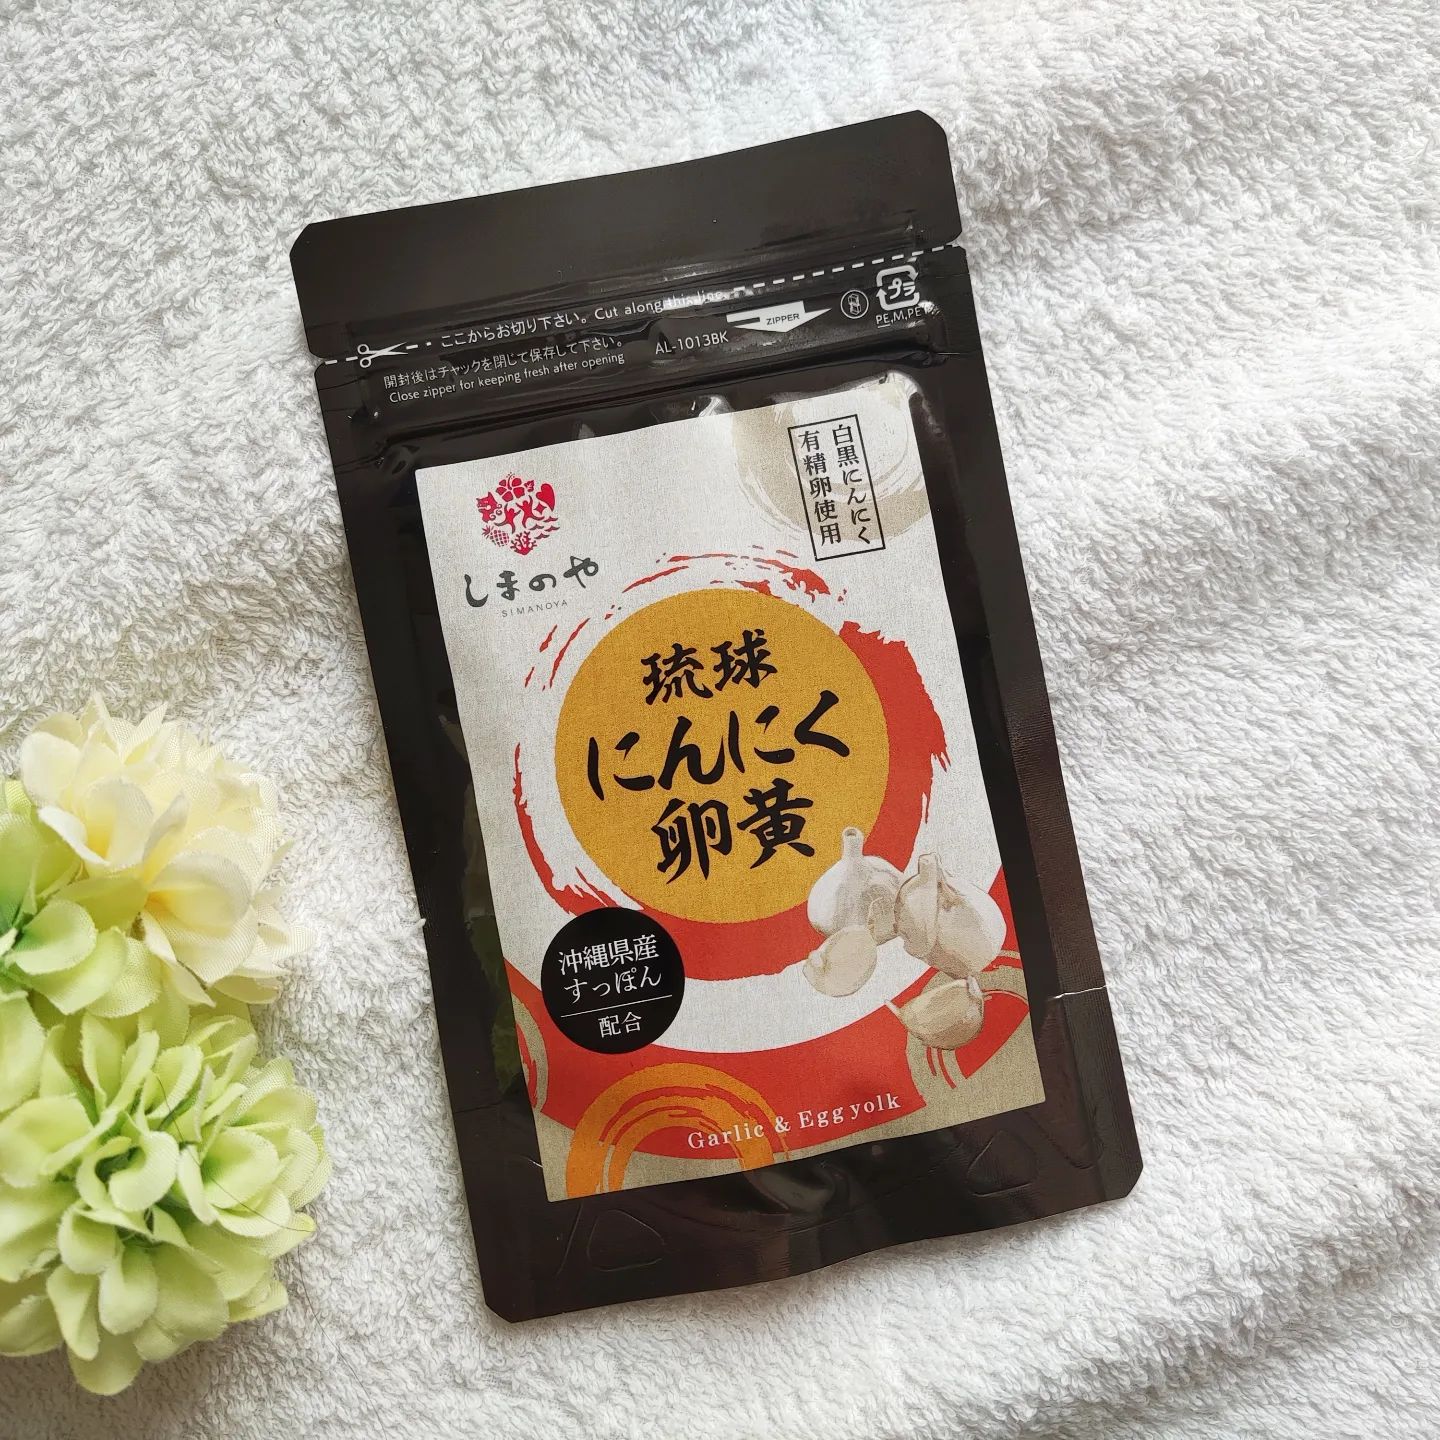 ここからお切り下さい。Cut along this line.
開封後はチャックを閉じて保存して下さい。
Close zipper for keeping fresh after opening
AL-1013BK
ZIPPER
プラ
PE,M,PET
白黒にんにく
有精卵使用
しまのや
SIMANOYA
琉球
にんにく
卵黄
沖縄県産
すっぽん
配合
Garlic & Egg yolk